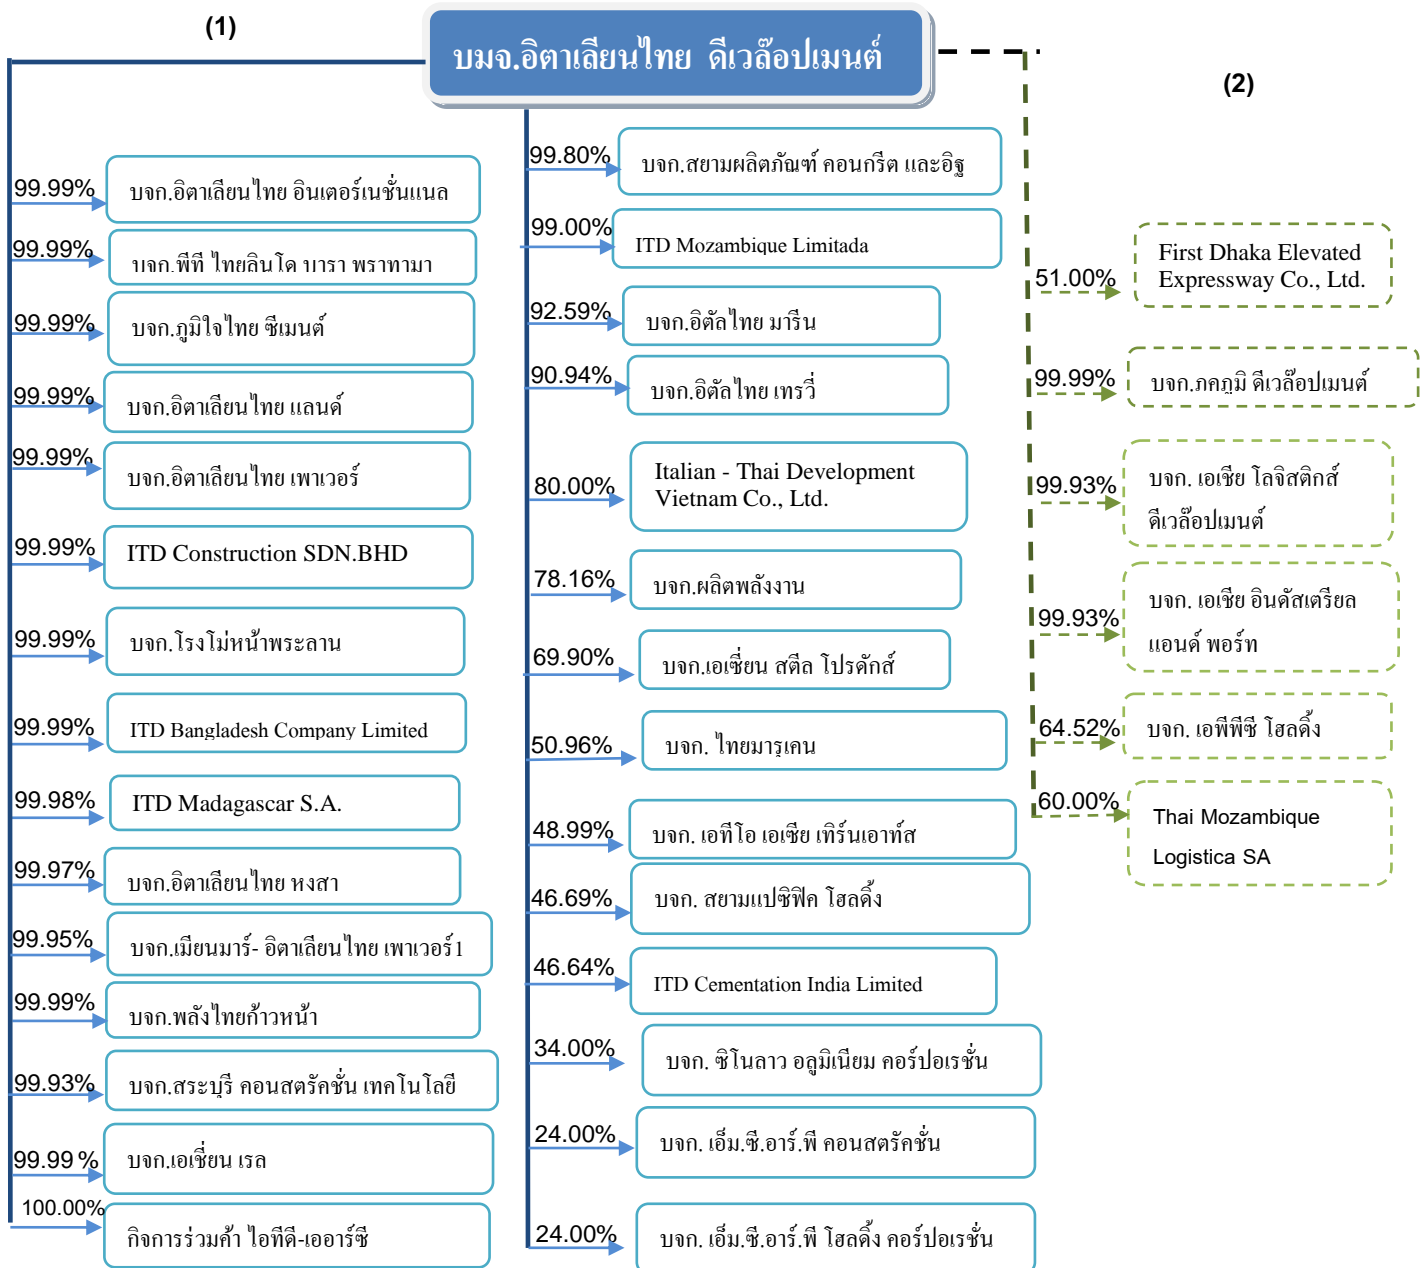 (1)
บมจ.อิตาเลียนไทย ดีเวล๊อปเมนต์
(2)
99.99%
บจก.อิตาเลียนไทย อินเตอร์เนชั่นแนล
99.99%
บจก.พีที ไทยลินโด บารา พราทามา
99.99%
บจก.ภูมิใจไทย ซีเมนต์
99.99%
บจก.อิตาเลียนไทย แลนด์
99.99%
บจก.อิตาเลียนไทย เพาเวอร์
99.99%
ITD Construction SDN.BHD
99.99%
บจก.โรงโม่หน้าพระลาน
99.99%
ITD Bangladesh Company Limited
99.98%
ITD Madagascar S.A.
99.97%
บจก.อิตาเลียนไทย หงสา
99.95%
บจก.เมียนมาร์- อิตาเลียนไทย เพาเวอร์1
99.99%
บจก.พลังไทยก้าวหน้า
99.93%
บจก.สระบุรี คอนสตรัคชั่น เทคโนโลยี
99.99 %
บจก.เอเชี่ยน เรล
100.00%
กิจการร่วมค้า ไอทีดี-เออาร์ซี
99.80%
บจก.สยามผลิตภัณฑ์ คอนกรีต และอิฐ
99.00%
ITD Mozambique Limitada
92.59%
บจก.อิตัลไทย มารีน
90.94%
บจก.อิตัลไทย เทรวี่
80.00%
Italian - Thai Development
Vietnam Co., Ltd.
78.16%
บจก.ผลิตพลังงาน
69.90%
บจก.เอเซี่ยน สตีล โปรดักส์
50.96%
บจก. ไทยมารุเคน
48.99%
บจก. เอทีโอ เอเซีย เทิร์นเอาท์ส
46.69%
บจก. สยามแปซิฟิค โฮลดิ้ง
46.64%
ITD Cementation India Limited
34.00%
บจก. ซิโนลาว อลูมิเนียม คอร์ปอเรชั่น
24.00%
บจก. เอ็ม.ซี.อาร์.พี คอนสตรัคชั่น
24.00%
บจก. เอ็ม.ซี.อาร์.พี โฮลดิ้ง คอร์ปอเรชั่น
51.00%
First Dhaka Elevated
Expressway Co., Ltd.
99.99%
บจก.ภคภูมิ ดีเวล๊อปเมนต์
99.93%
บจก. เอเชีย โลจิสติกส์
ดีเวล๊อปเมนต์
99.93%
บจก. เอเชีย อินดัสเตรียล
แอนด์ พอร์ท
64.52%
บจก. เอพีพีซี โฮลดิ้ง
60.00%
Thai Mozambique
Logistica SA